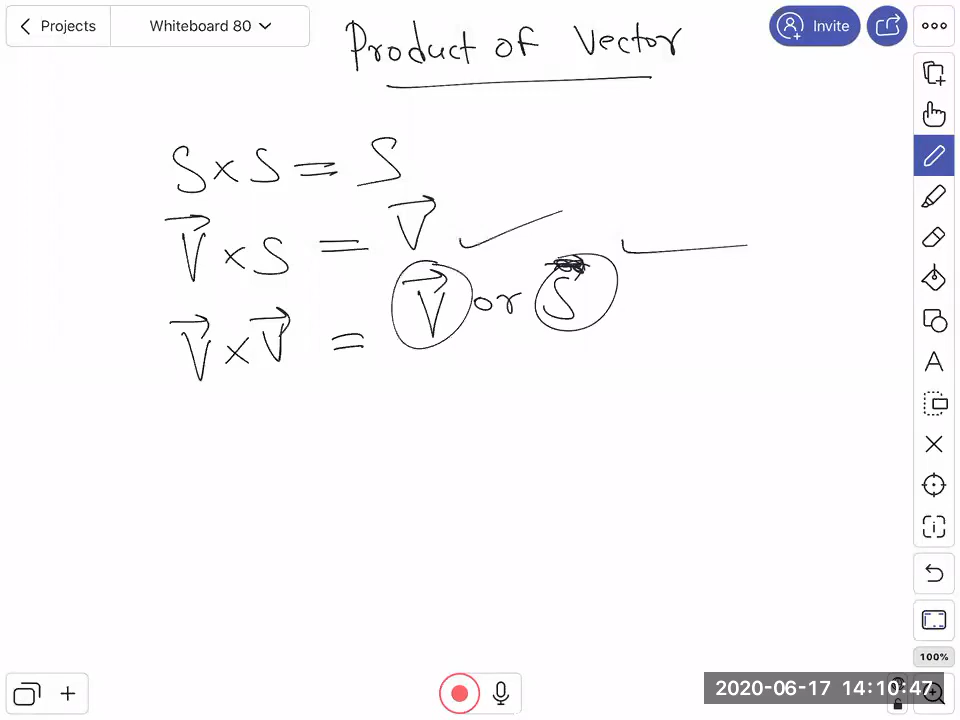 Projects
Whiteboard 80
Invite
Product of Vector
S × S = S
V⃗ × S = V⃗
V⃗ × V⃗ = V⃗ or S
A
100%
2020-06-17 14:10:47